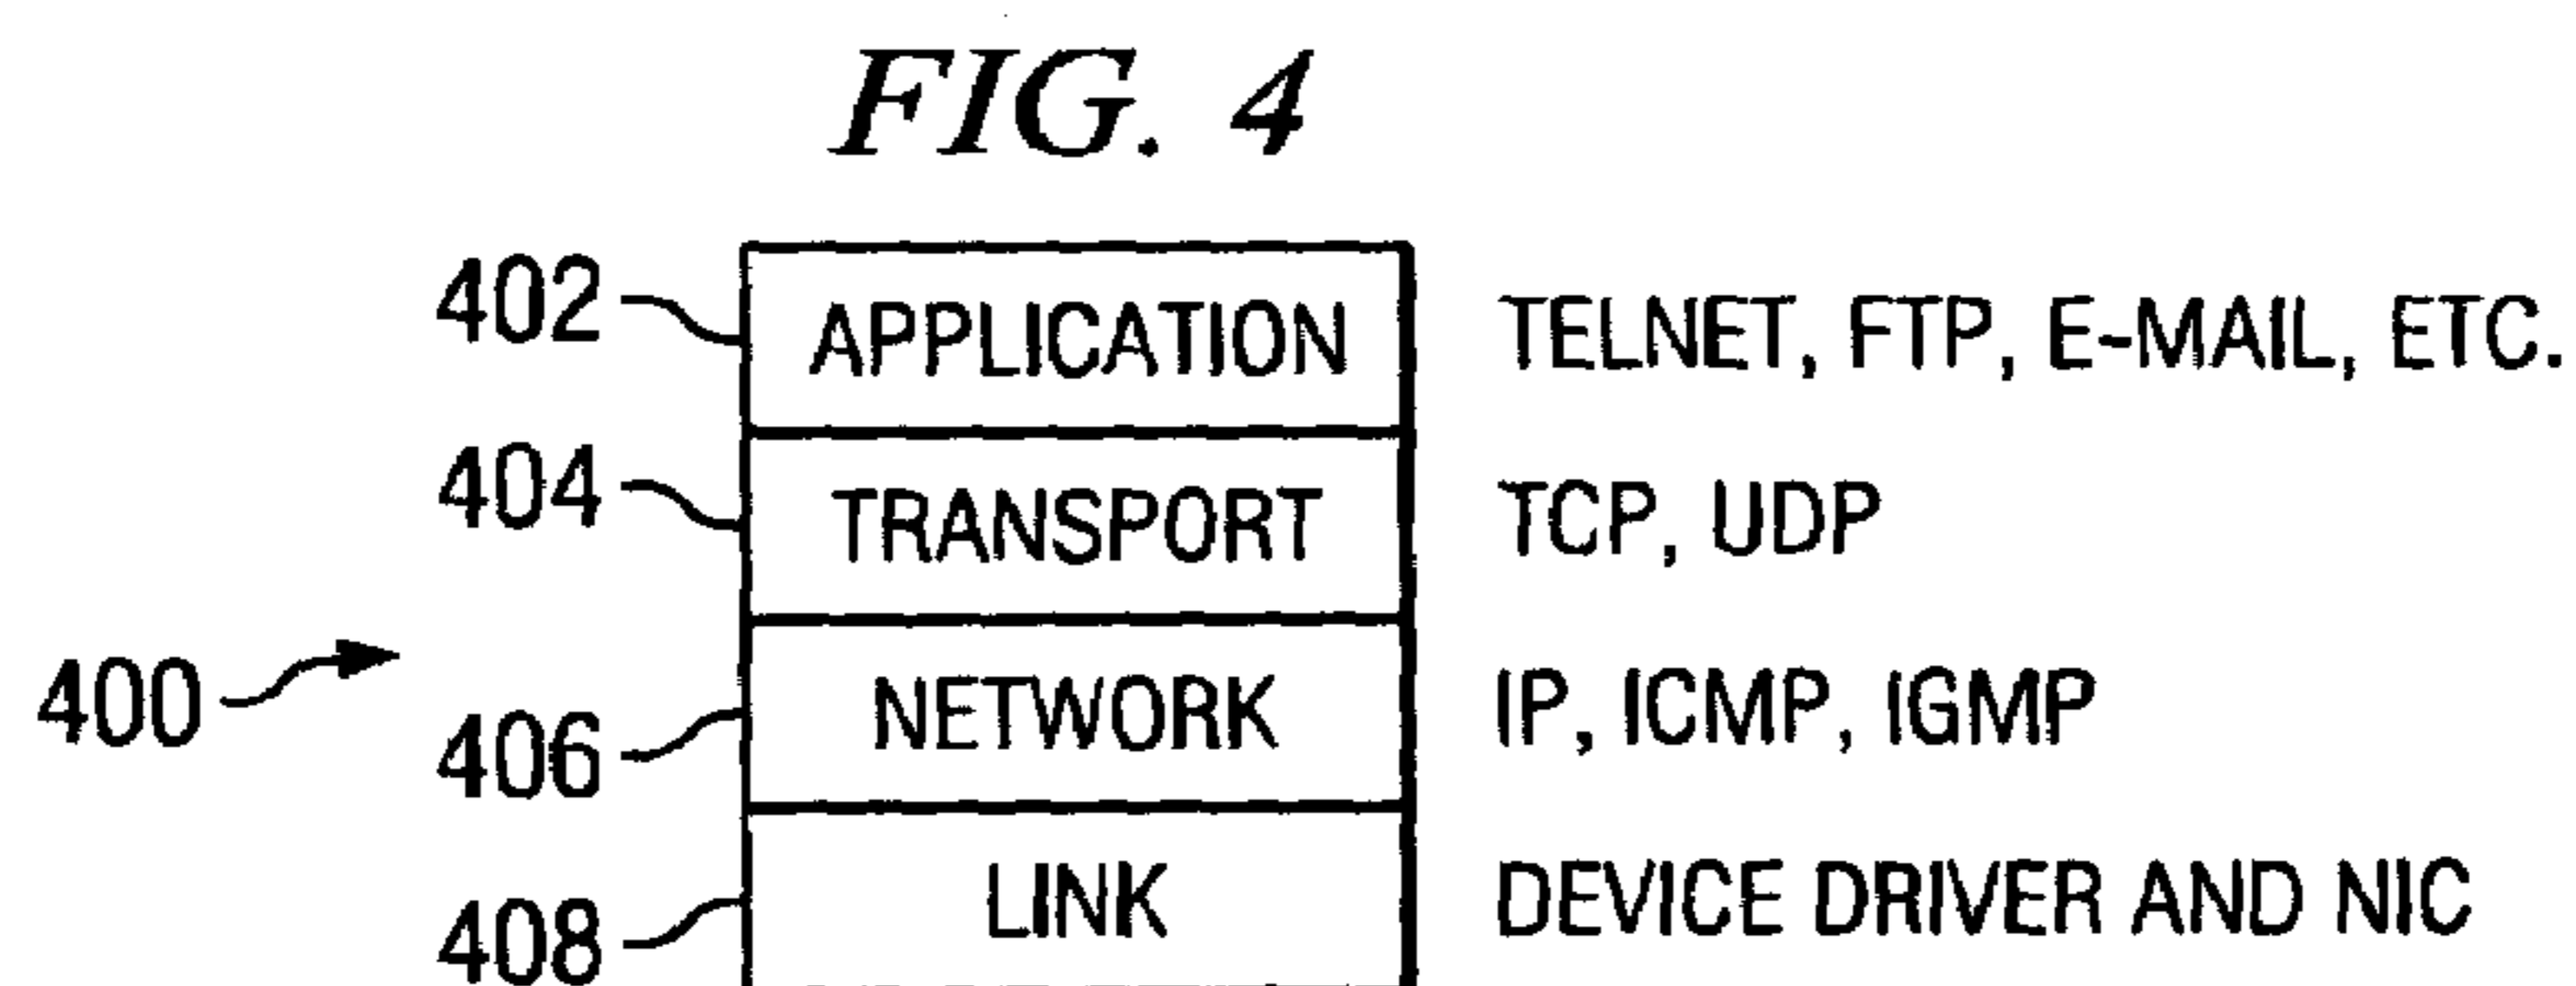 FIG. 4
402 APPLICATION TELNET, FTP, E-MAIL, ETC.
404 TRANSPORT TCP, UDP
400
406 NETWORK IP, ICMP, IGMP
408 LINK DEVICE DRIVER AND NIC